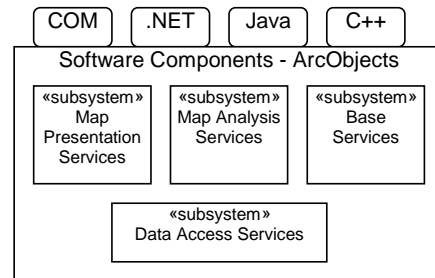 COM .NET Java C++
Software Components - ArcObjects
«subsystem» «subsystem» «subsystem»
Map Map Analysis Base
Presentation Services Services
Services
«subsystem»
Data Access Services